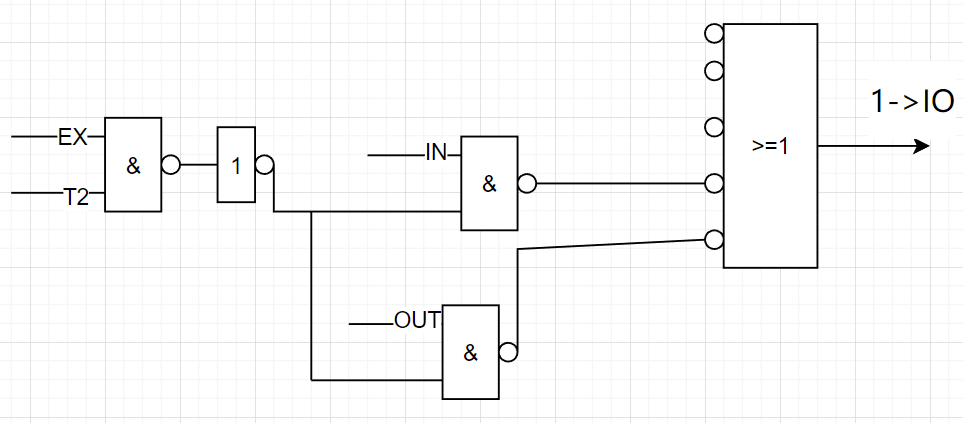 EX
T2
&
1
IN
&
OUT
&
>=1
1->IO